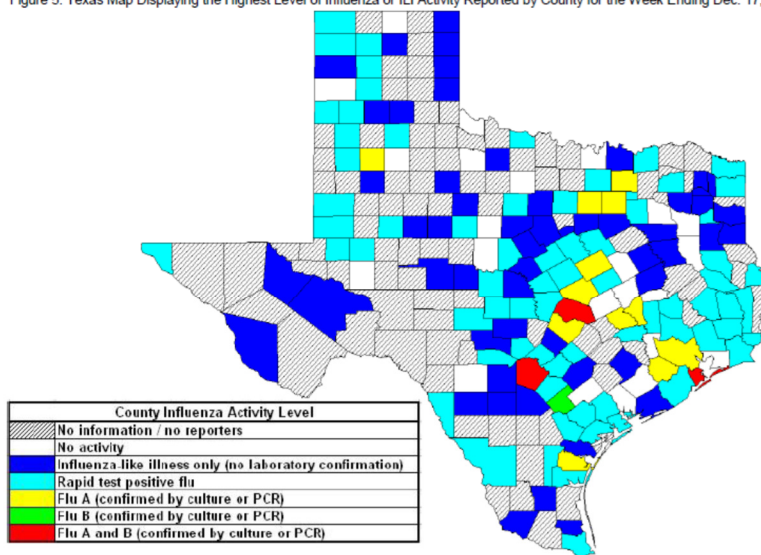 Figure 5. Texas Map Displaying the Highest Level of Influenza or ILI Activity Reported by County for the Week Ending Dec. 17,
County Influenza Activity Level
No information / no reporters
No activity
Influenza-like illness only (no laboratory confirmation)
Rapid test positive flu
Flu A (confirmed by culture or PCR)
Flu B (confirmed by culture or PCR)
Flu A and B (confirmed by culture or PCR)